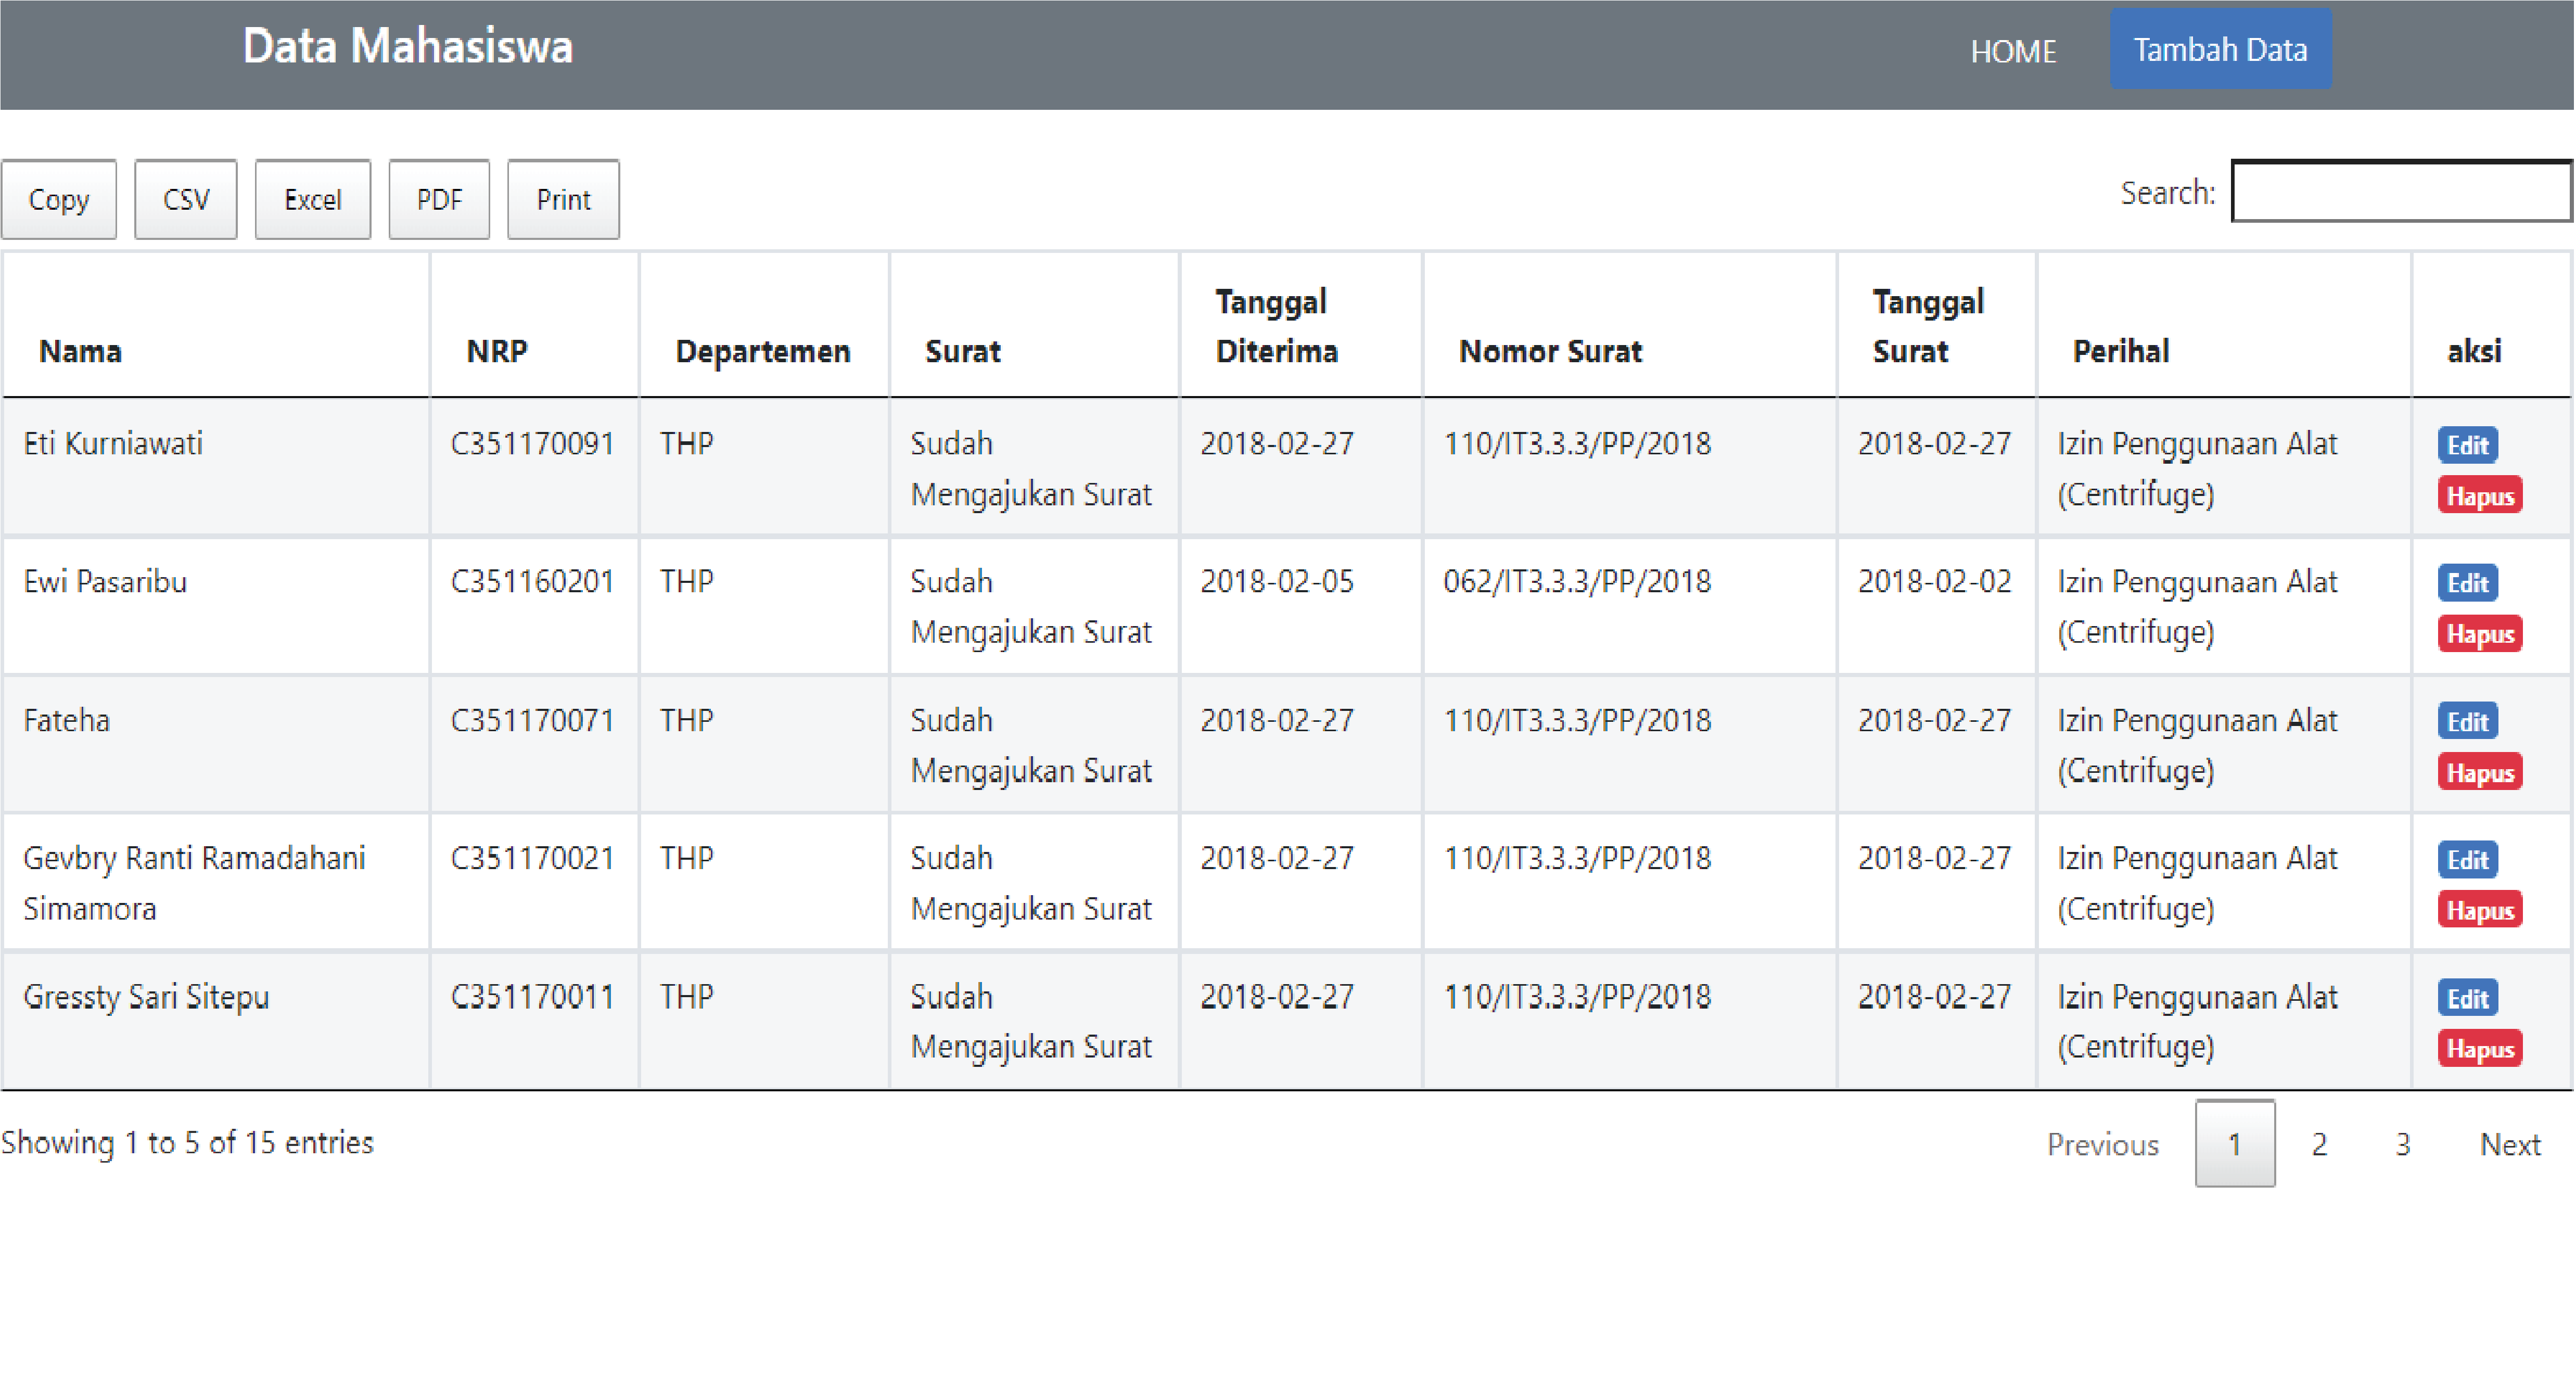 Data Mahasiswa HOME Tambah Data
Copy CSV Excel PDF Print Search:
Nama NRP Departemen Surat Tanggal Diterima Nomor Surat Tanggal Surat Perihal aksi
Eti Kurniawati C351170091 THP Sudah 2018-02-27 110/IT3.3.3/PP/2018 2018-02-27 Izin Penggunaan Alat Edit
Mengajukan Surat (Centrifuge) Hapus
Ewi Pasaribu C351160201 THP Sudah 2018-02-05 062/IT3.3.3/PP/2018 2018-02-02 Izin Penggunaan Alat Edit
Mengajukan Surat (Centrifuge) Hapus
Fateha C351170071 THP Sudah 2018-02-27 110/IT3.3.3/PP/2018 2018-02-27 Izin Penggunaan Alat Edit
Mengajukan Surat (Centrifuge) Hapus
Gevbry Ranti Ramadahani C351170021 THP Sudah 2018-02-27 110/IT3.3.3/PP/2018 2018-02-27 Izin Penggunaan Alat Edit
Simamora Mengajukan Surat (Centrifuge) Hapus
Gressty Sari Sitepu C351170011 THP Sudah 2018-02-27 110/IT3.3.3/PP/2018 2018-02-27 Izin Penggunaan Alat Edit
Mengajukan Surat (Centrifuge) Hapus
Showing 1 to 5 of 15 entries Previous 1 2 3 Next